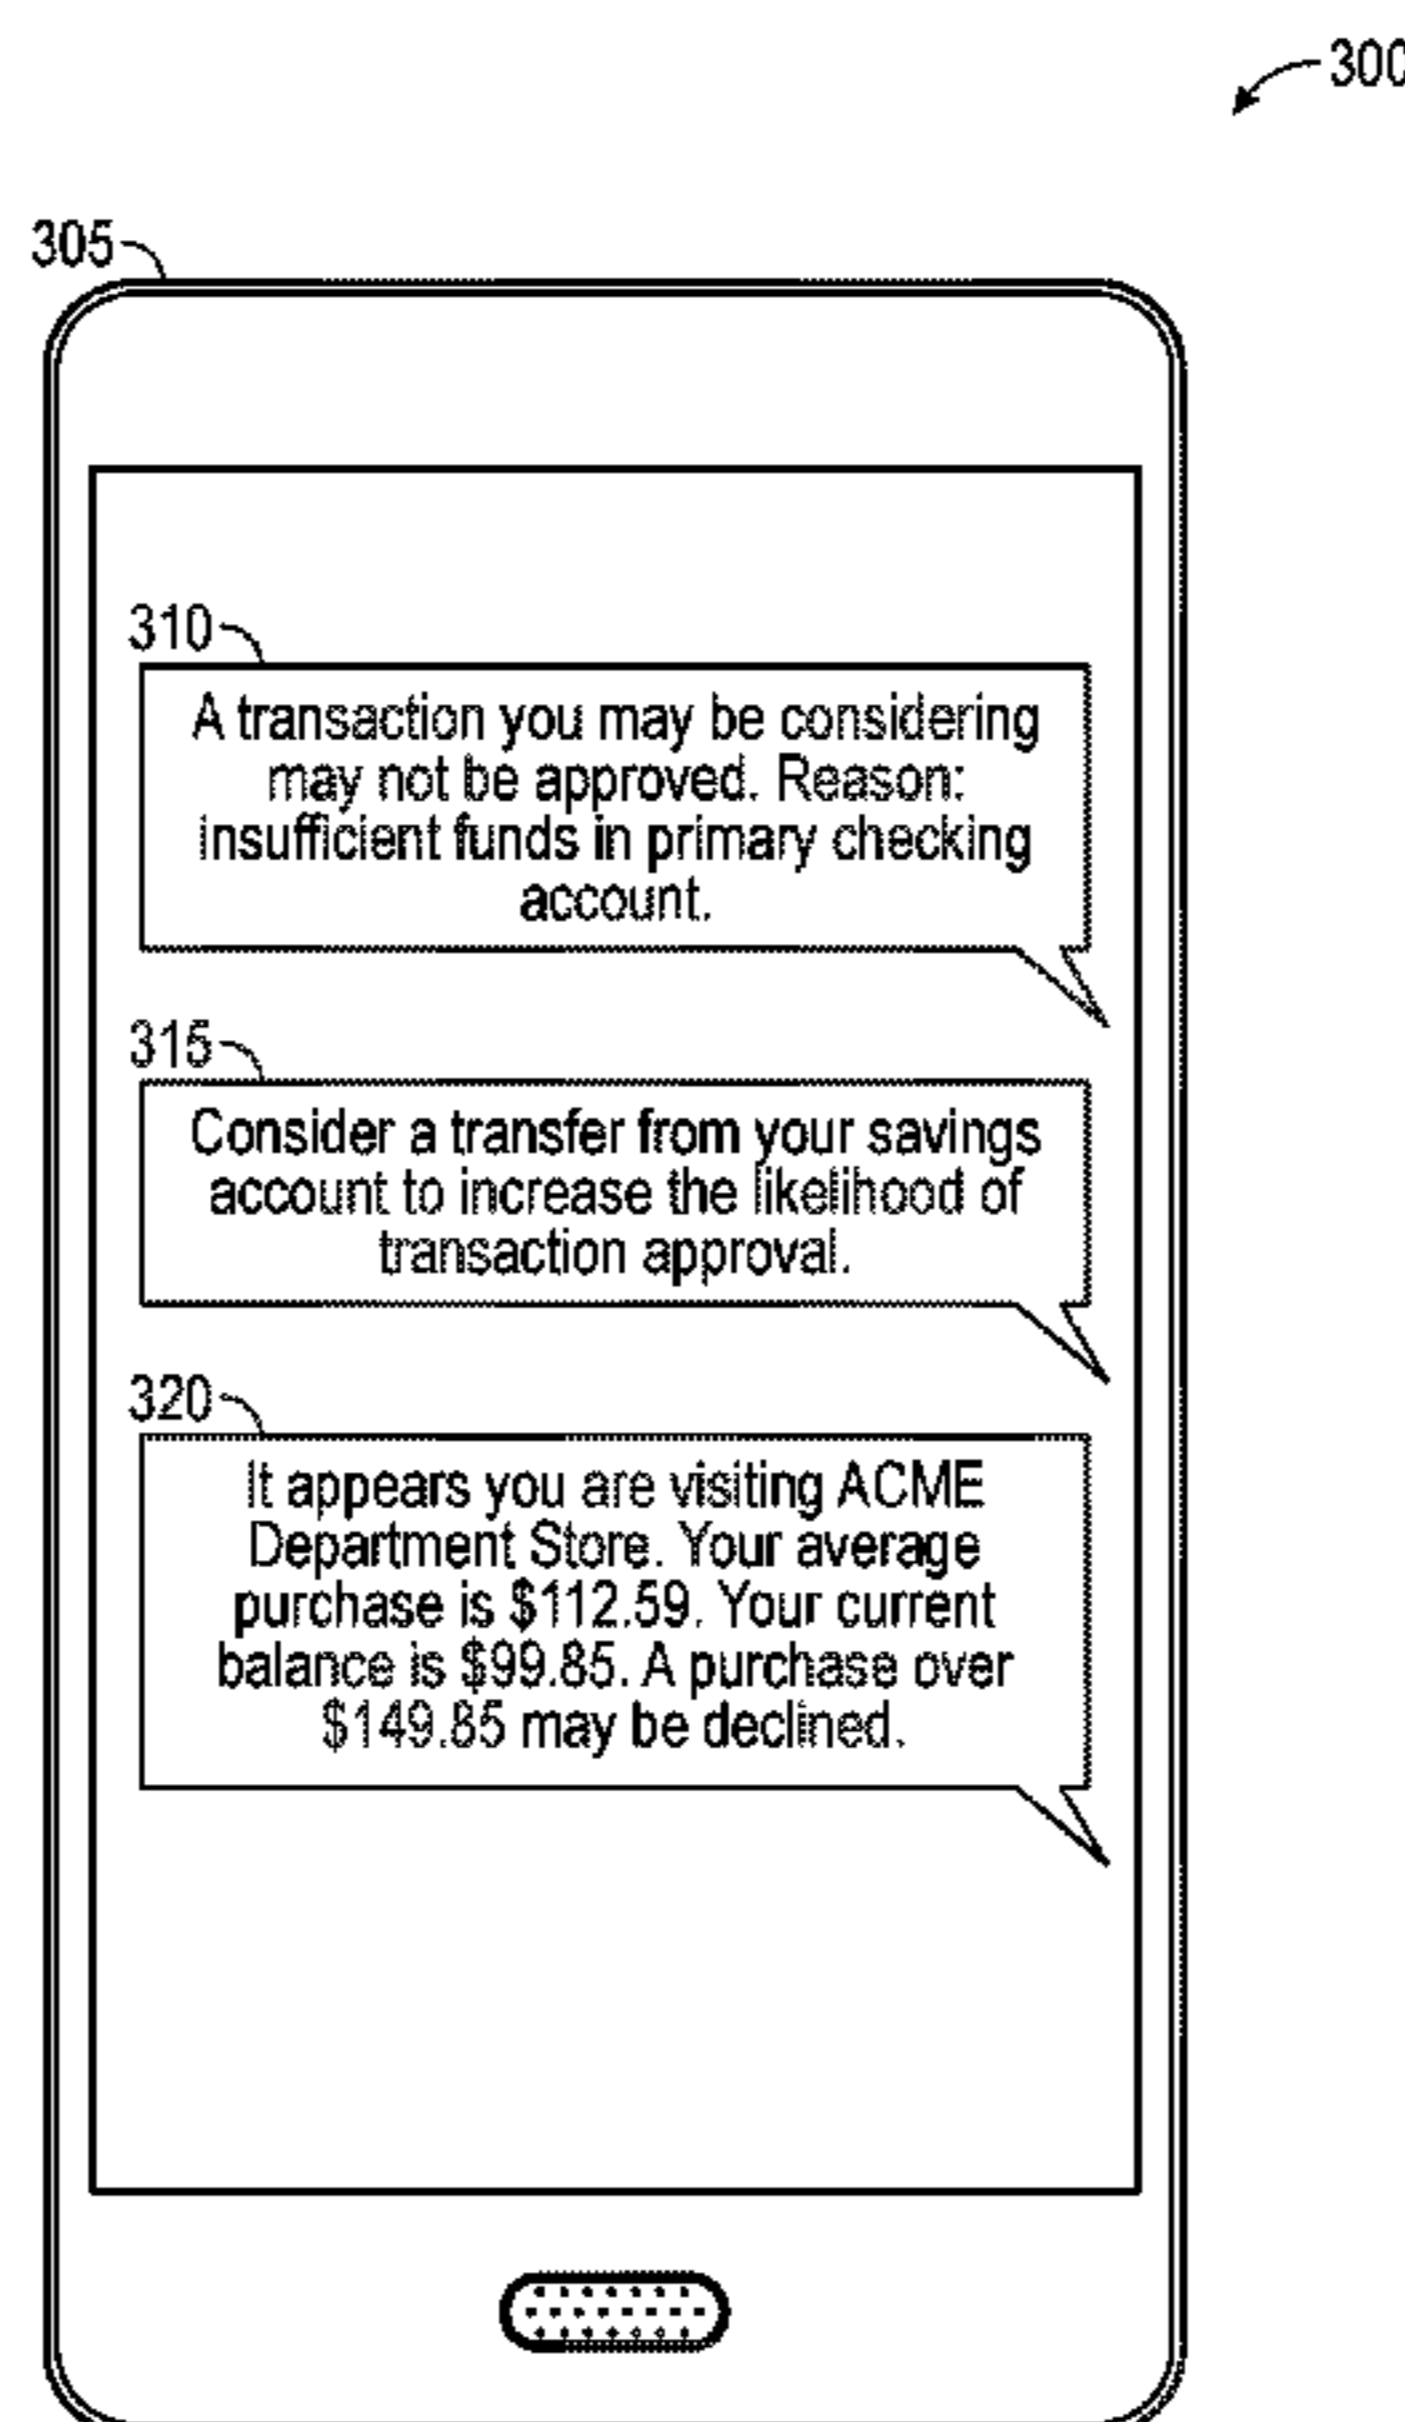 300
305
310
A transaction you may be considering
may not be approved. Reason:
insufficient funds in primary checking
account.
315
Consider a transfer from your savings
account to increase the likelihood of
transaction approval.
320
It appears you are visiting ACME
Department Store. Your average
purchase is $112.59. Your current
balance is $99.85. A purchase over
$149.85 may be declined.